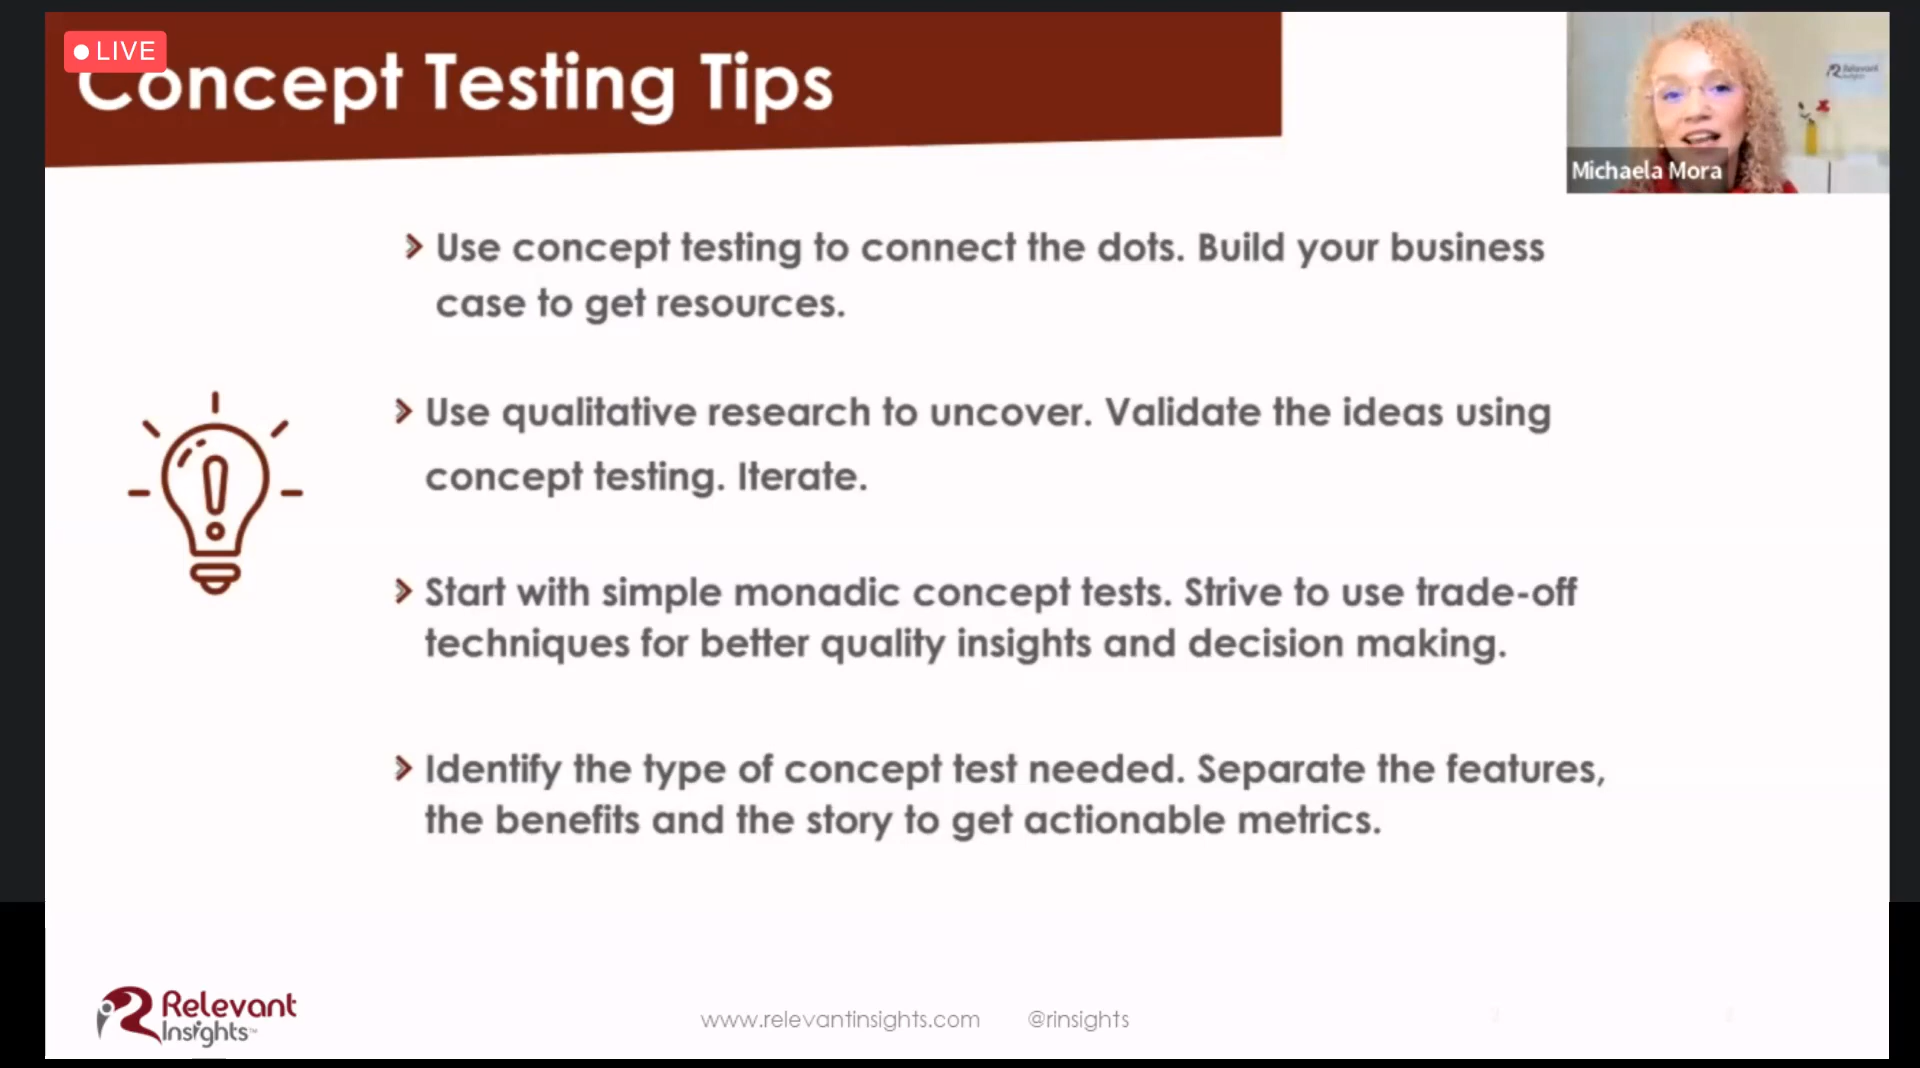 LIVE
Concept Testing Tips
Relevant
Michaela Mora
Use concept testing to connect the dots. Build your business
case to get resources.
Use qualitative research to uncover. Validate the ideas using
concept testing. Iterate.
Start with simple monadic concept tests. Strive to use trade-off
techniques for better quality insights and decision making.
Identify the type of concept test needed. Separate the features,
the benefits and the story to get actionable metrics.
Relevant
Insights™
www.relevantinsights.com @rinsights